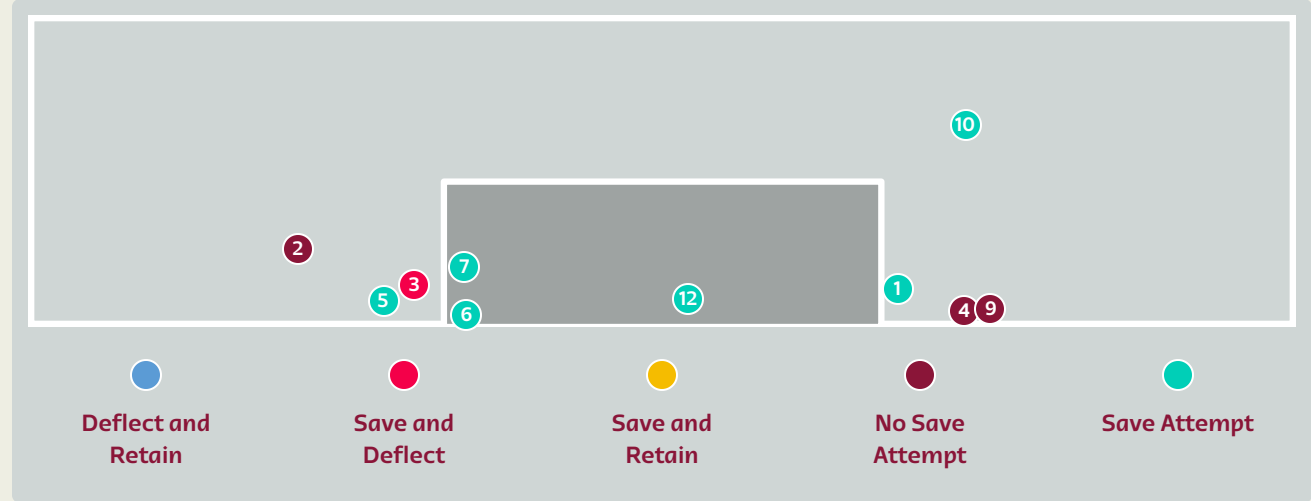 10
2
7
3
1
5
12
4
9
6
Deflect and
Retain
Save and
Deflect
Save and
Retain
No Save
Attempt
Save Attempt